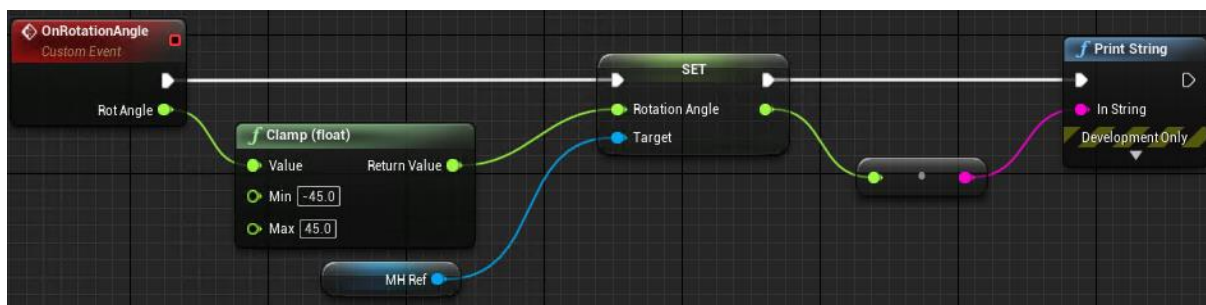 OnRotationAngle
Custom Event
Rot Angle
f Clamp (float)
Value
Return Value
Min -45.0
Max 45.0
MH Ref
SET
Rotation Angle
Target
f Print String
In String
Development Only